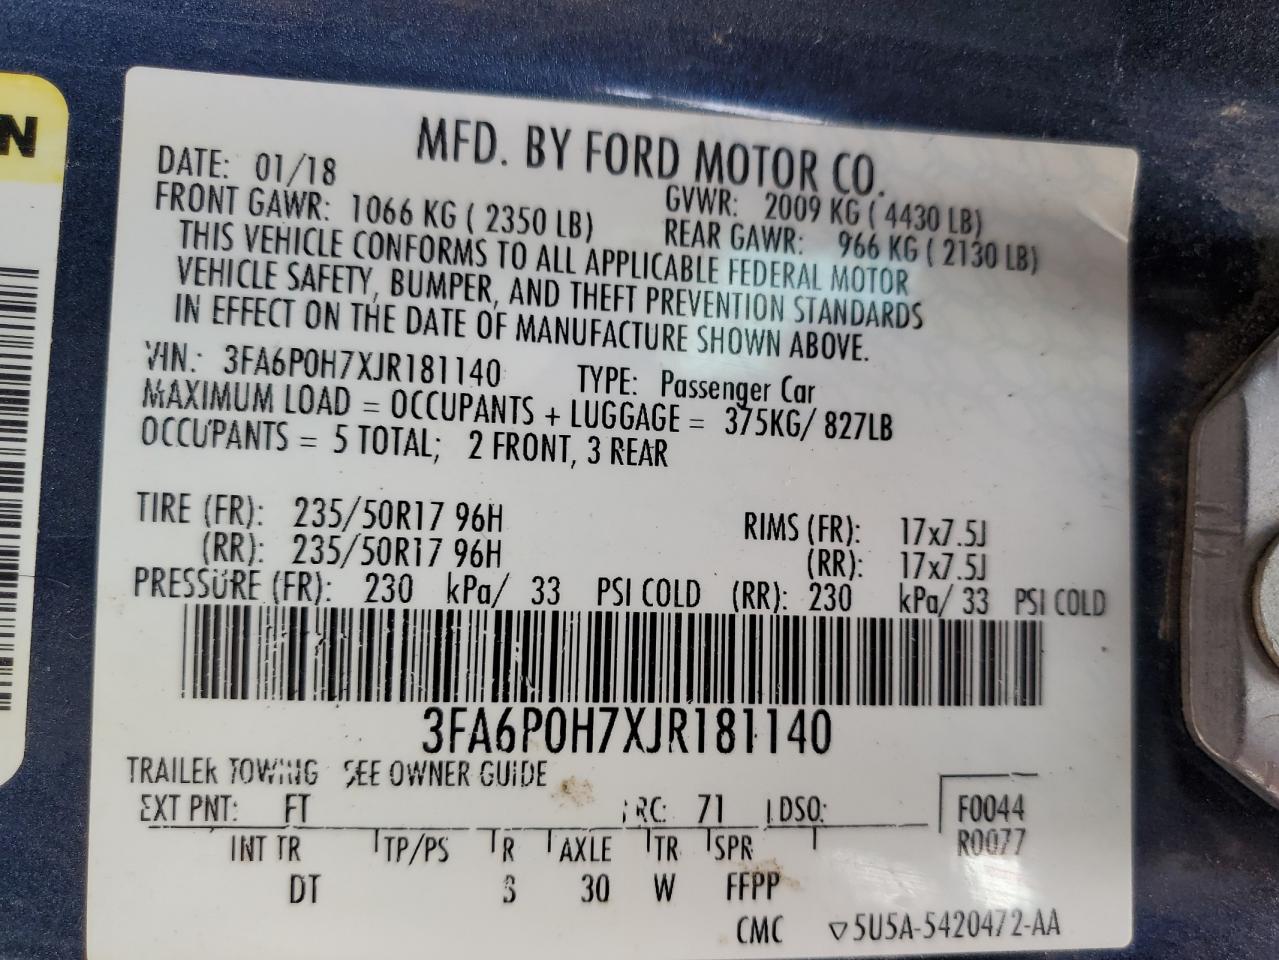 N
MFD. BY FORD MOTOR CO.
DATE: 01/18
GVWR: 2009 KG ( 4430 LB)
FRONT GAWR: 1066 KG ( 2350 LB)
REAR GAWR: 966 KG ( 2130 LB)
THIS VEHICLE CONFORMS TO ALL APPLICABLE FEDERAL MOTOR
VEHICLE SAFETY, BUMPER, AND THEFT PREVENTION STANDARDS
IN EFFECT ON THE DATE OF MANUFACTURE SHOWN ABOVE.
VIN: 3FA6P0H7XJR181140 TYPE: Passenger Car
MAXIMUM LOAD = OCCUPANTS + LUGGAGE = 375KG/ 827LB
OCCUPANTS = 5 TOTAL; 2 FRONT, 3 REAR
TIRE (FR): 235/50R17 96H RIMS (FR): 17x7.5J
(RR): 235/50R17 96H (RR): 17x7.5J
PRESSURE (FR): 230 kPa/ 33 PSI COLD (RR): 230 kPa/ 33 PSI COLD
3FA6P0H7XJR181140
TRAILER TOWING SEE OWNER GUIDE
EXT PNT: FT RC: 71 DSO: F0044
INT TR TP/PS R AXLE TR SPR R0077
DT S 30 W FFPP
CMC ▽5U5A-5420472-AA